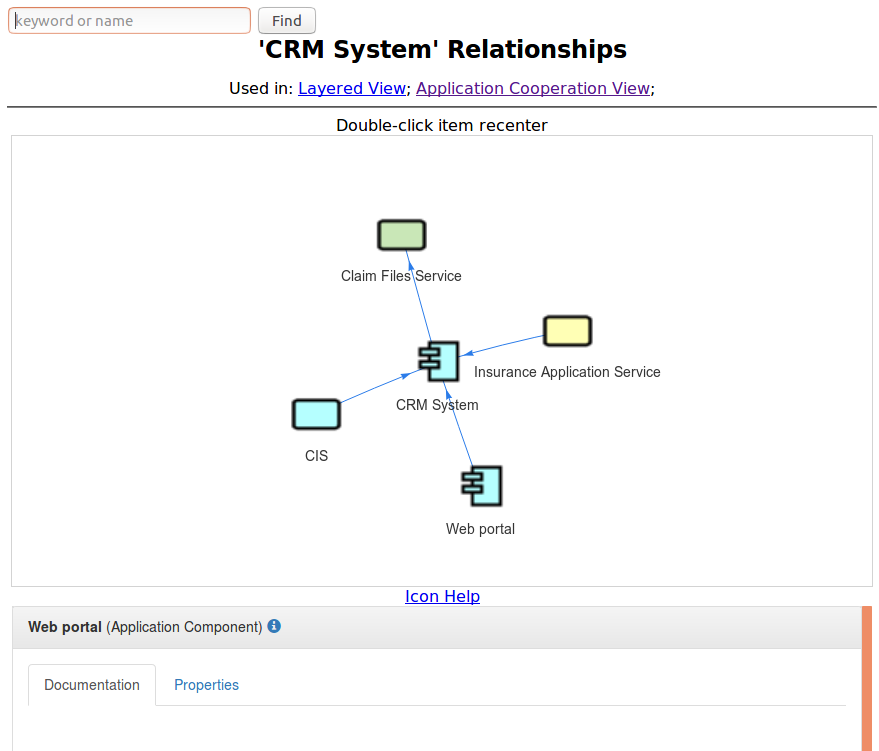 keyword or name Find
'CRM System' Relationships
Used in: Layered View; Application Cooperation View;
Double-click item recenter
Claim Files Service
Insurance Application Service
CRM System
CIS
Web portal
Icon Help
Web portal (Application Component)
Documentation Properties